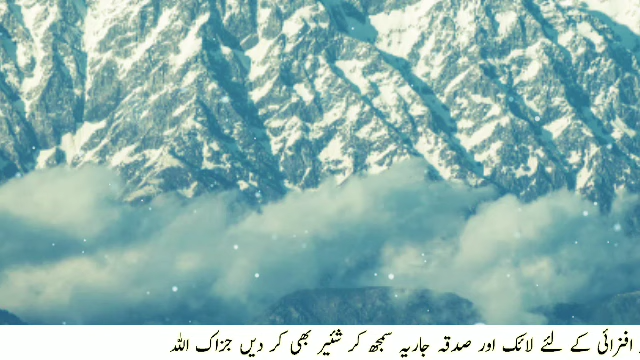 افزائی کے لئے لائک اور صدقہ جاریہ سمجھ کر شئیر بھی کر دیں جزاک اللہ